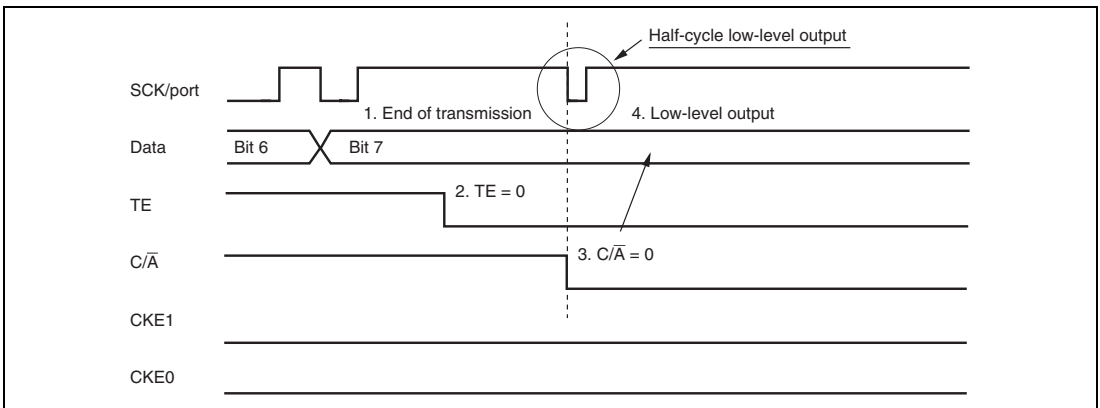 Half-cycle low-level output
SCK/port
1. End of transmission
4. Low-level output
Data
Bit 6
Bit 7
TE
2. TE = 0
C/A̅
3. C/A̅ = 0
CKE1
CKE0